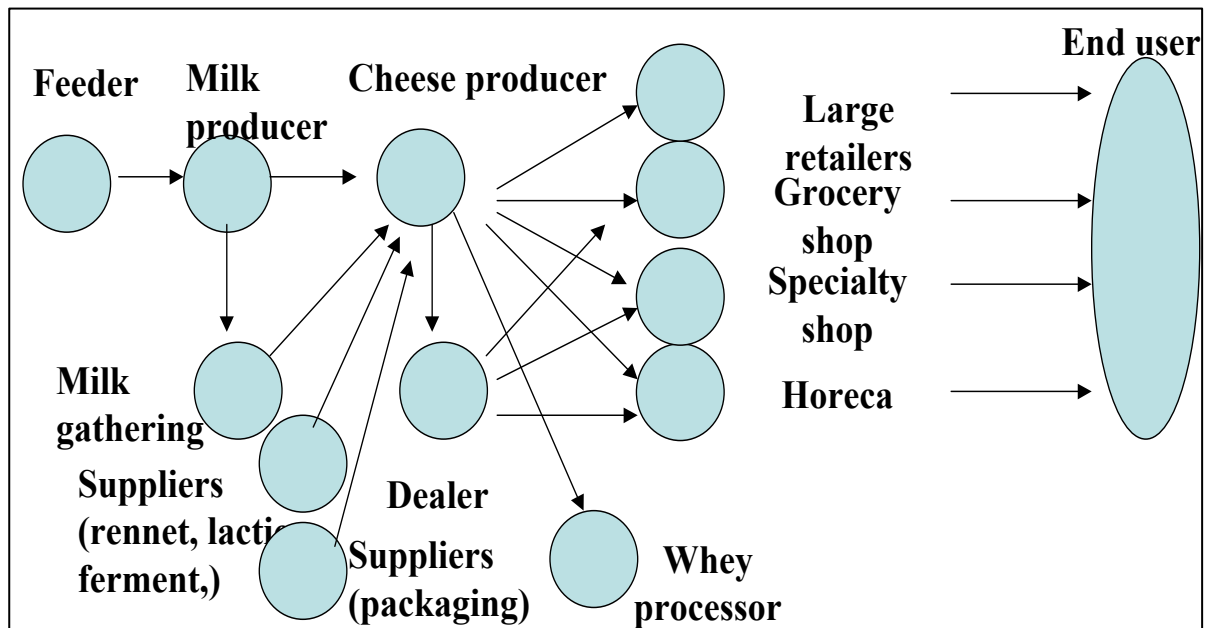 End user
Feeder
Milk
producer
Cheese producer
Large
retailers
Grocery
shop
Specialty
shop
Horeca
Milk
gathering
Suppliers
(rennet, lactic
ferment,)
Dealer
Suppliers
(packaging)
Whey
processor